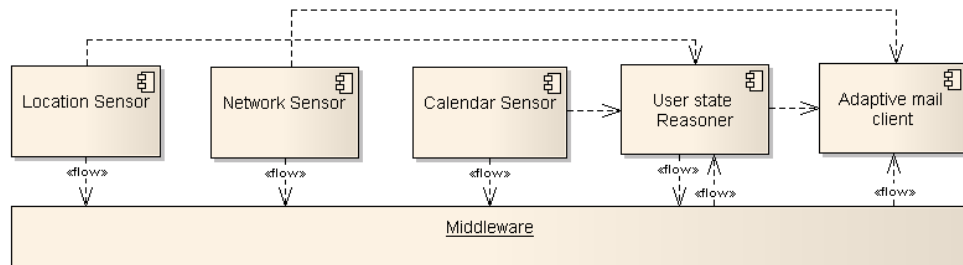 Location Sensor
Network Sensor
Calendar Sensor
User state
Reasoner
Adaptive mail
client
«flow»
«flow»
«flow»
«flow»
«flow»
«flow»
Middleware